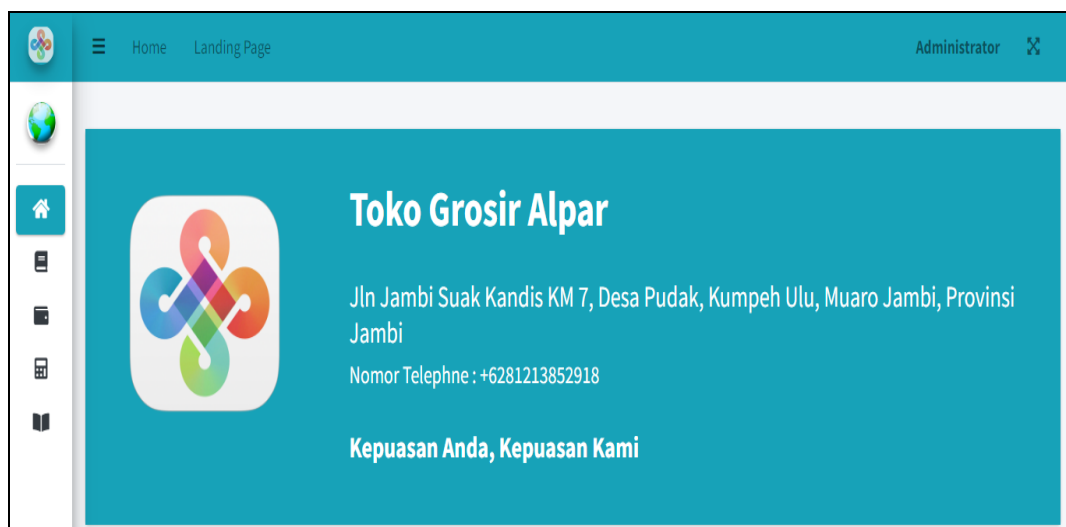 Home Landing Page Administrator
Toko Grosir Alpar
Jln Jambi Suak Kandis KM 7, Desa Pudak, Kumpeh Ulu, Muaro Jambi, Provinsi
Jambi
Nomor Telephne : +6281213852918
Kepuasan Anda, Kepuasan Kami